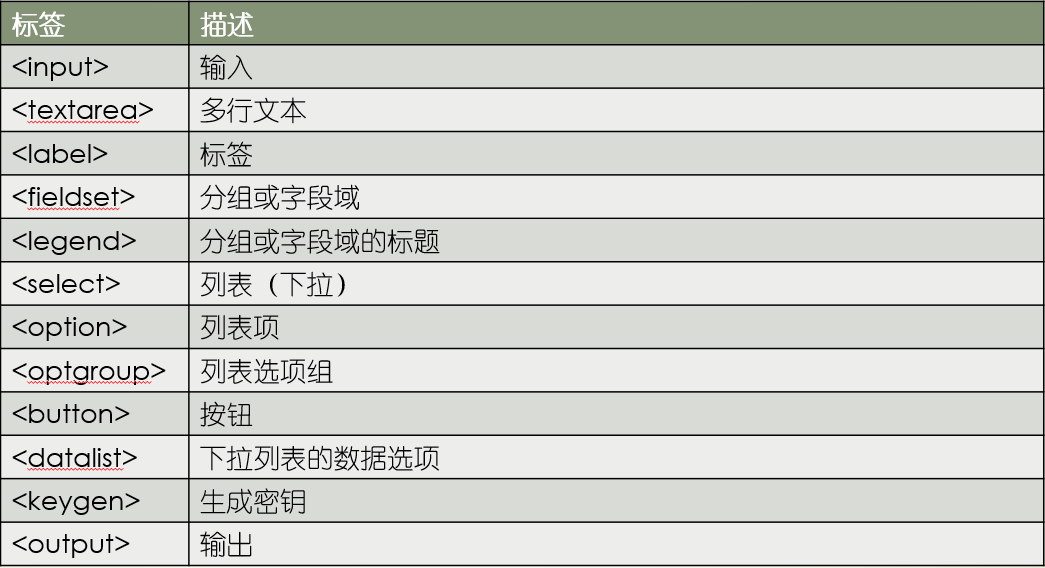 标签 描述
<input> 输入
<textarea> 多行文本
<label> 标签
<fieldset> 分组或字段域
<legend> 分组或字段域的标题
<select> 列表（下拉）
<option> 列表项
<optgroup> 列表选项组
<button> 按钮
<datalist> 下拉列表的数据选项
<keygen> 生成密钥
<output> 输出